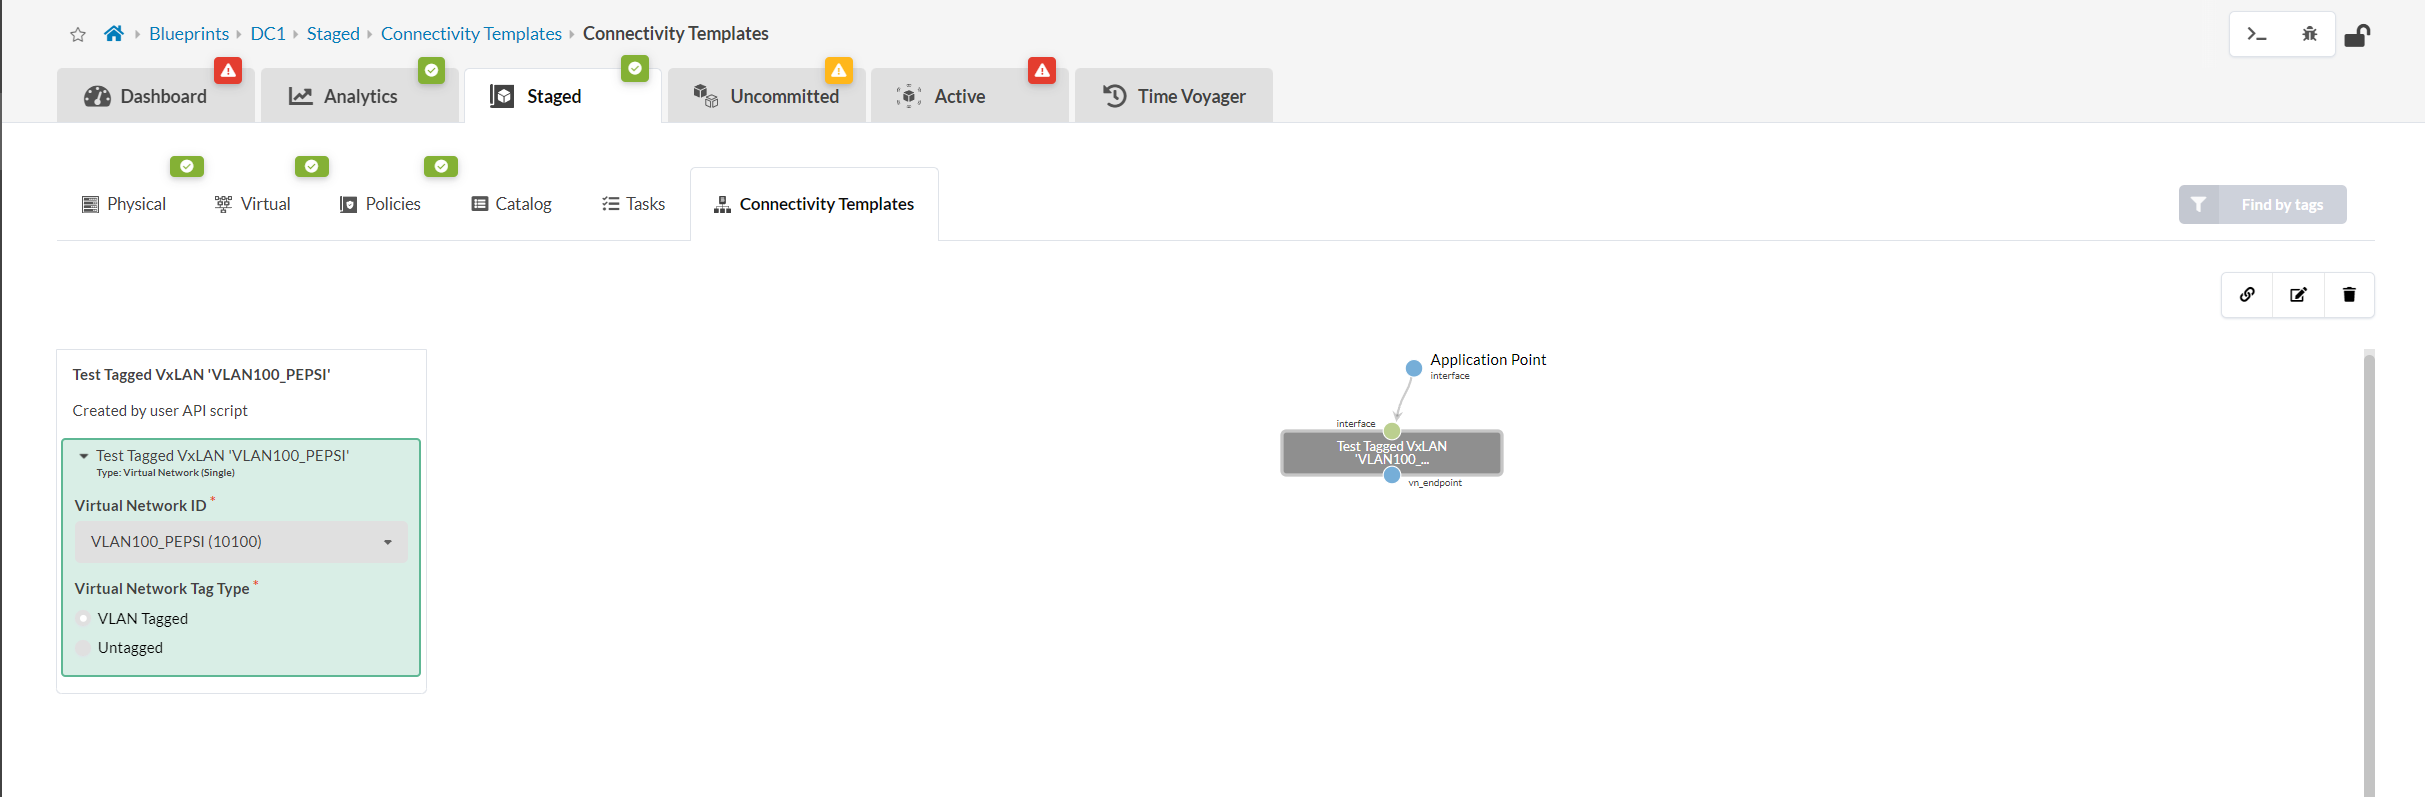 Blueprints DC1 Staged Connectivity Templates Connectivity Templates
Dashboard Analytics Staged Uncommitted Active Time Voyager
Physical Virtual Policies Catalog Tasks Connectivity Templates Find by tags
Test Tagged VxLAN 'VLAN100_PEPSI'
Created by user API script
Test Tagged VxLAN 'VLAN100_PEPSI'
Type: Virtual Network (Single)
Virtual Network ID *
VLAN100_PEPSI (10100)
Virtual Network Tag Type *
VLAN Tagged
Untagged
Application Point
interface
interface
Test Tagged VxLAN
'VLAN100_...
vn_endpoint